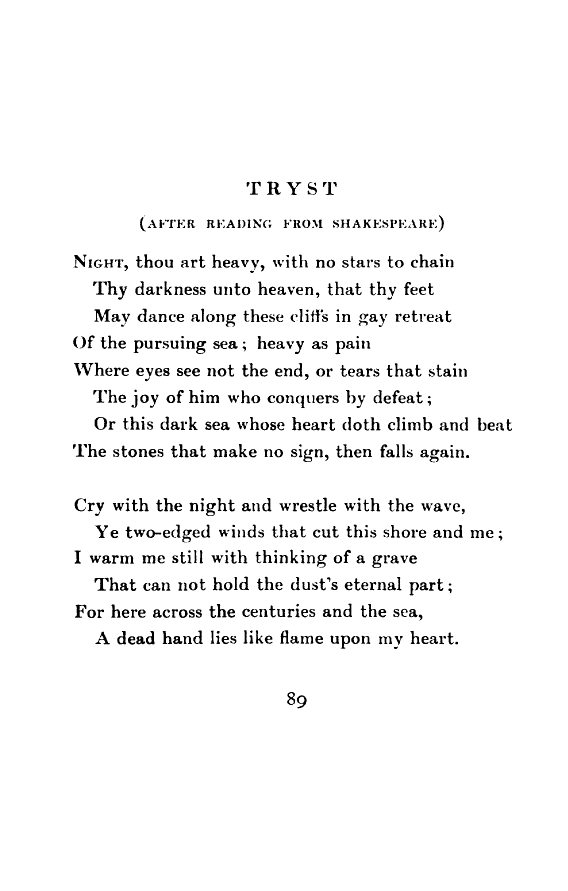 TRYST
(AFTER READING FROM SHAKESPEARE)
NIGHT, thou art heavy, with no stars to chain
Thy darkness unto heaven, that thy feet
May dance along these cliffs in gay retreat
Of the pursuing sea; heavy as pain
Where eyes see not the end, or tears that stain
The joy of him who conquers by defeat;
Or this dark sea whose heart doth climb and beat
The stones that make no sign, then falls again.

Cry with the night and wrestle with the wave,
Ye two-edged winds that cut this shore and me;
I warm me still with thinking of a grave
That can not hold the dust's eternal part;
For here across the centuries and the sea,
A dead hand lies like flame upon my heart.
89